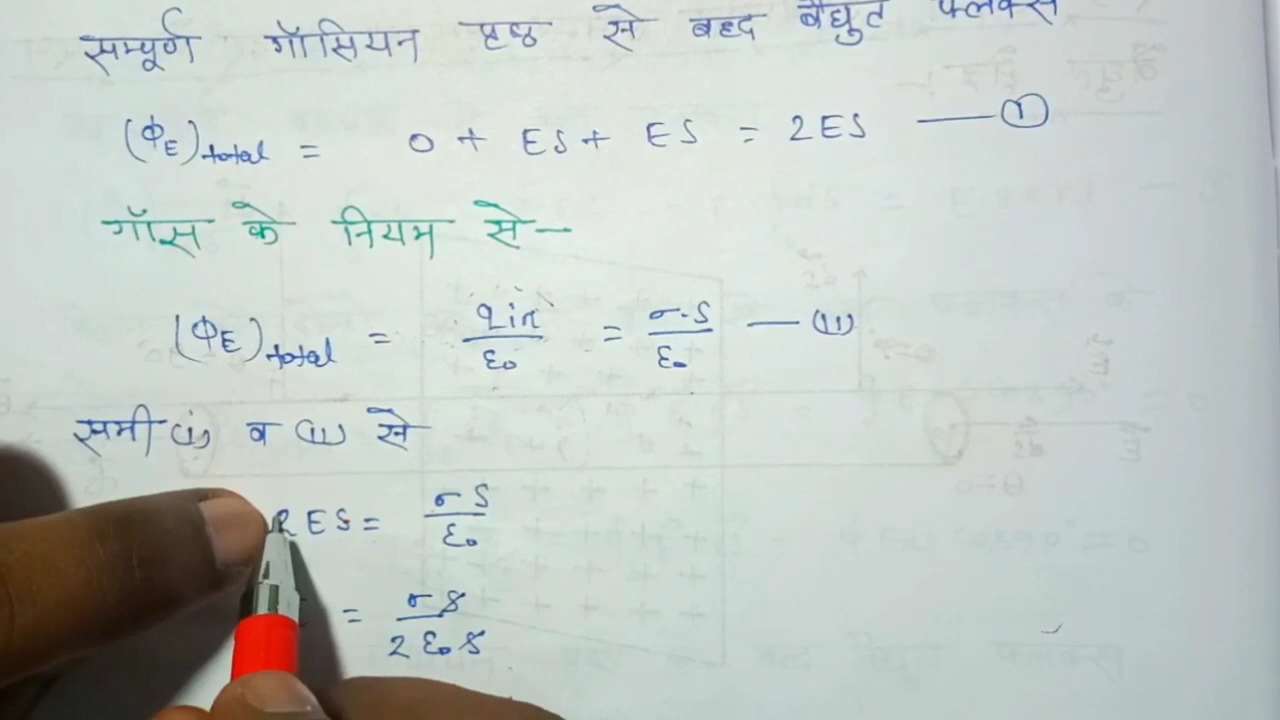 सम्पूर्ण गॉसियन पृष्ठ से बद्द वैद्युत फ्लक्स
(ΦE)total = 0 + ES + ES = 2ES — (I)
गॉस के नियम से —
(ΦE)total = qin/ε₀ = σ.S/ε₀ — (II)
समी (i) व (II) से
2ES = σS/ε₀
= σS/2ε₀S